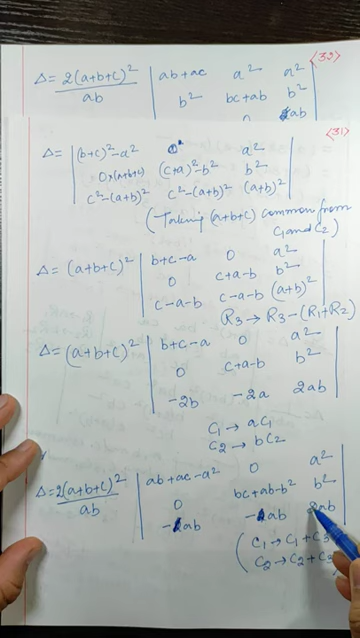 <32>
Δ = 2(a+b+c)² / ab | ab+ac a² a² |
| b² bc+ab b² |
| 0 ab |
<31>
Δ = | (b+c)²-a² 0² a² |
| 0×(a+b+c) (c+a)²-b² b² |
| c²-(a+b)² c²-(a+b)² (a+b)² |
( Taking (a+b+c) common from
C₁ and C₂ )
Δ = (a+b+c)² | b+c-a 0 a² |
| 0 c+a-b b² |
| c-a-b c-a-b (a+b)² |
R₃ → R₃-(R₁+R₂)
Δ = (a+b+c)² | b+c-a 0 a² |
| 0 c+a-b b² |
| -2b -2a 2ab |
C₁ → aC₁
C₂ → bC₂
Δ = 2(a+b+c)² / ab | ab+ac-a² 0 a² |
| 0 bc+ab-b² b² |
| -ab -ab ab |
( C₁ → C₁+C₃
C₂ → C₂+C₃